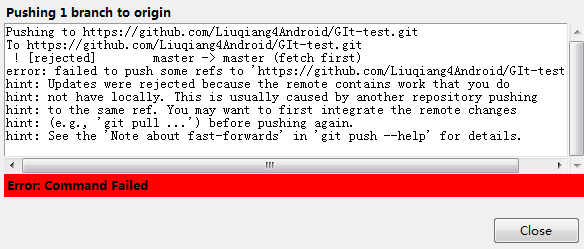 Pushing 1 branch to origin
Pushing to https://github.com/Liuqiang4Android/GIt-test.git
To https://github.com/Liuqiang4Android/GIt-test.git
 ! [rejected]        master -> master (fetch first)
error: failed to push some refs to 'https://github.com/Liuqiang4Android/GIt-test
hint: Updates were rejected because the remote contains work that you do
hint: not have locally. This is usually caused by another repository pushing
hint: to the same ref. You may want to first integrate the remote changes
hint: (e.g., 'git pull ...') before pushing again.
hint: See the 'Note about fast-forwards' in 'git push --help' for details.
Error: Command Failed
Close